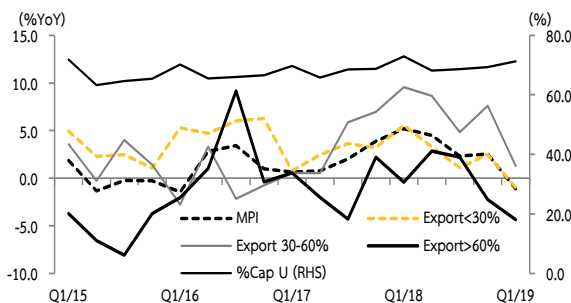 (%YoY) (%)
15.0 80.0
10.0
60.0
5.0
40.0
0.0
-5.0 MPI Export<30% 20.0
Export 30-60% Export>60%
-10.0 %Cap U (RHS) 0.0
Q1/15 Q1/16 Q1/17 Q1/18 Q1/19